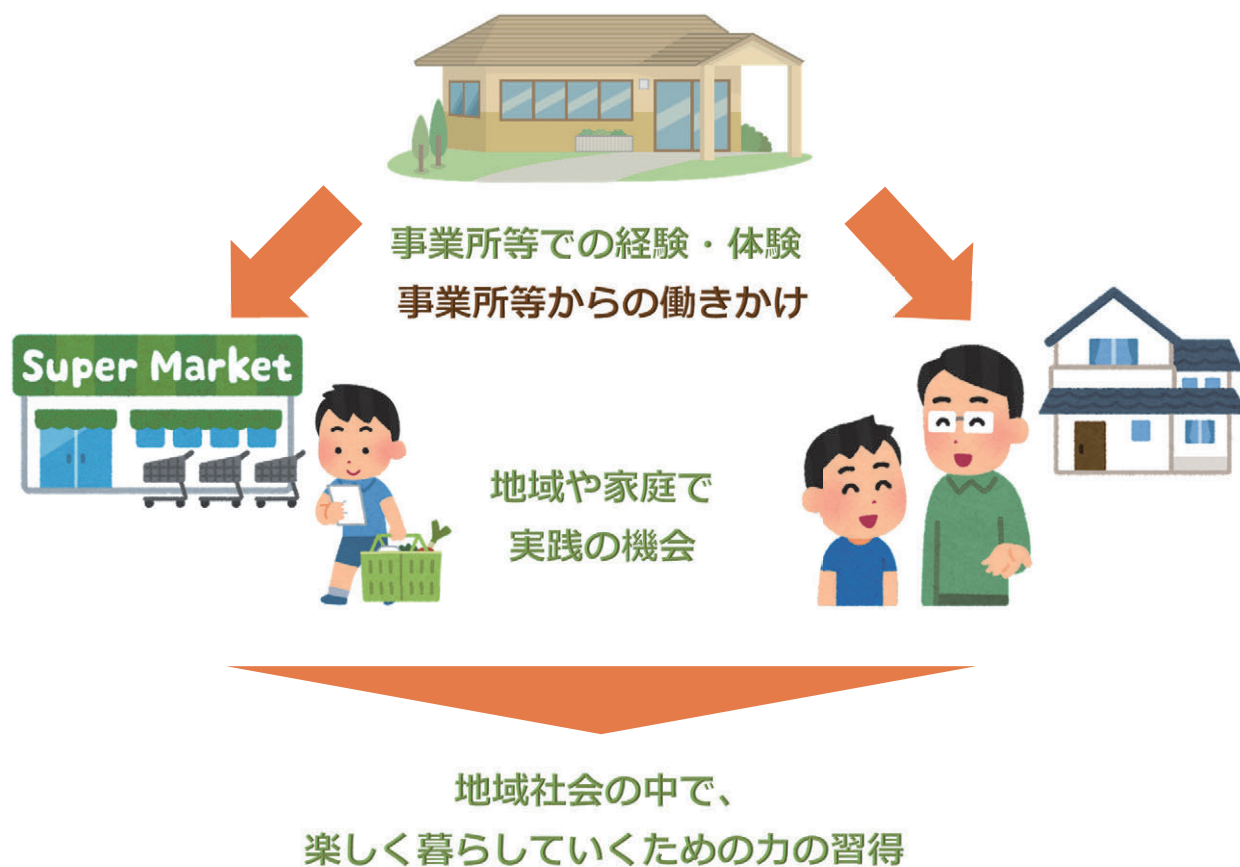 事業所等での経験・体験
事業所等からの働きかけ
Super Market
地域や家庭で
実践の機会
地域社会の中で、
楽しく暮らしていくための力の習得